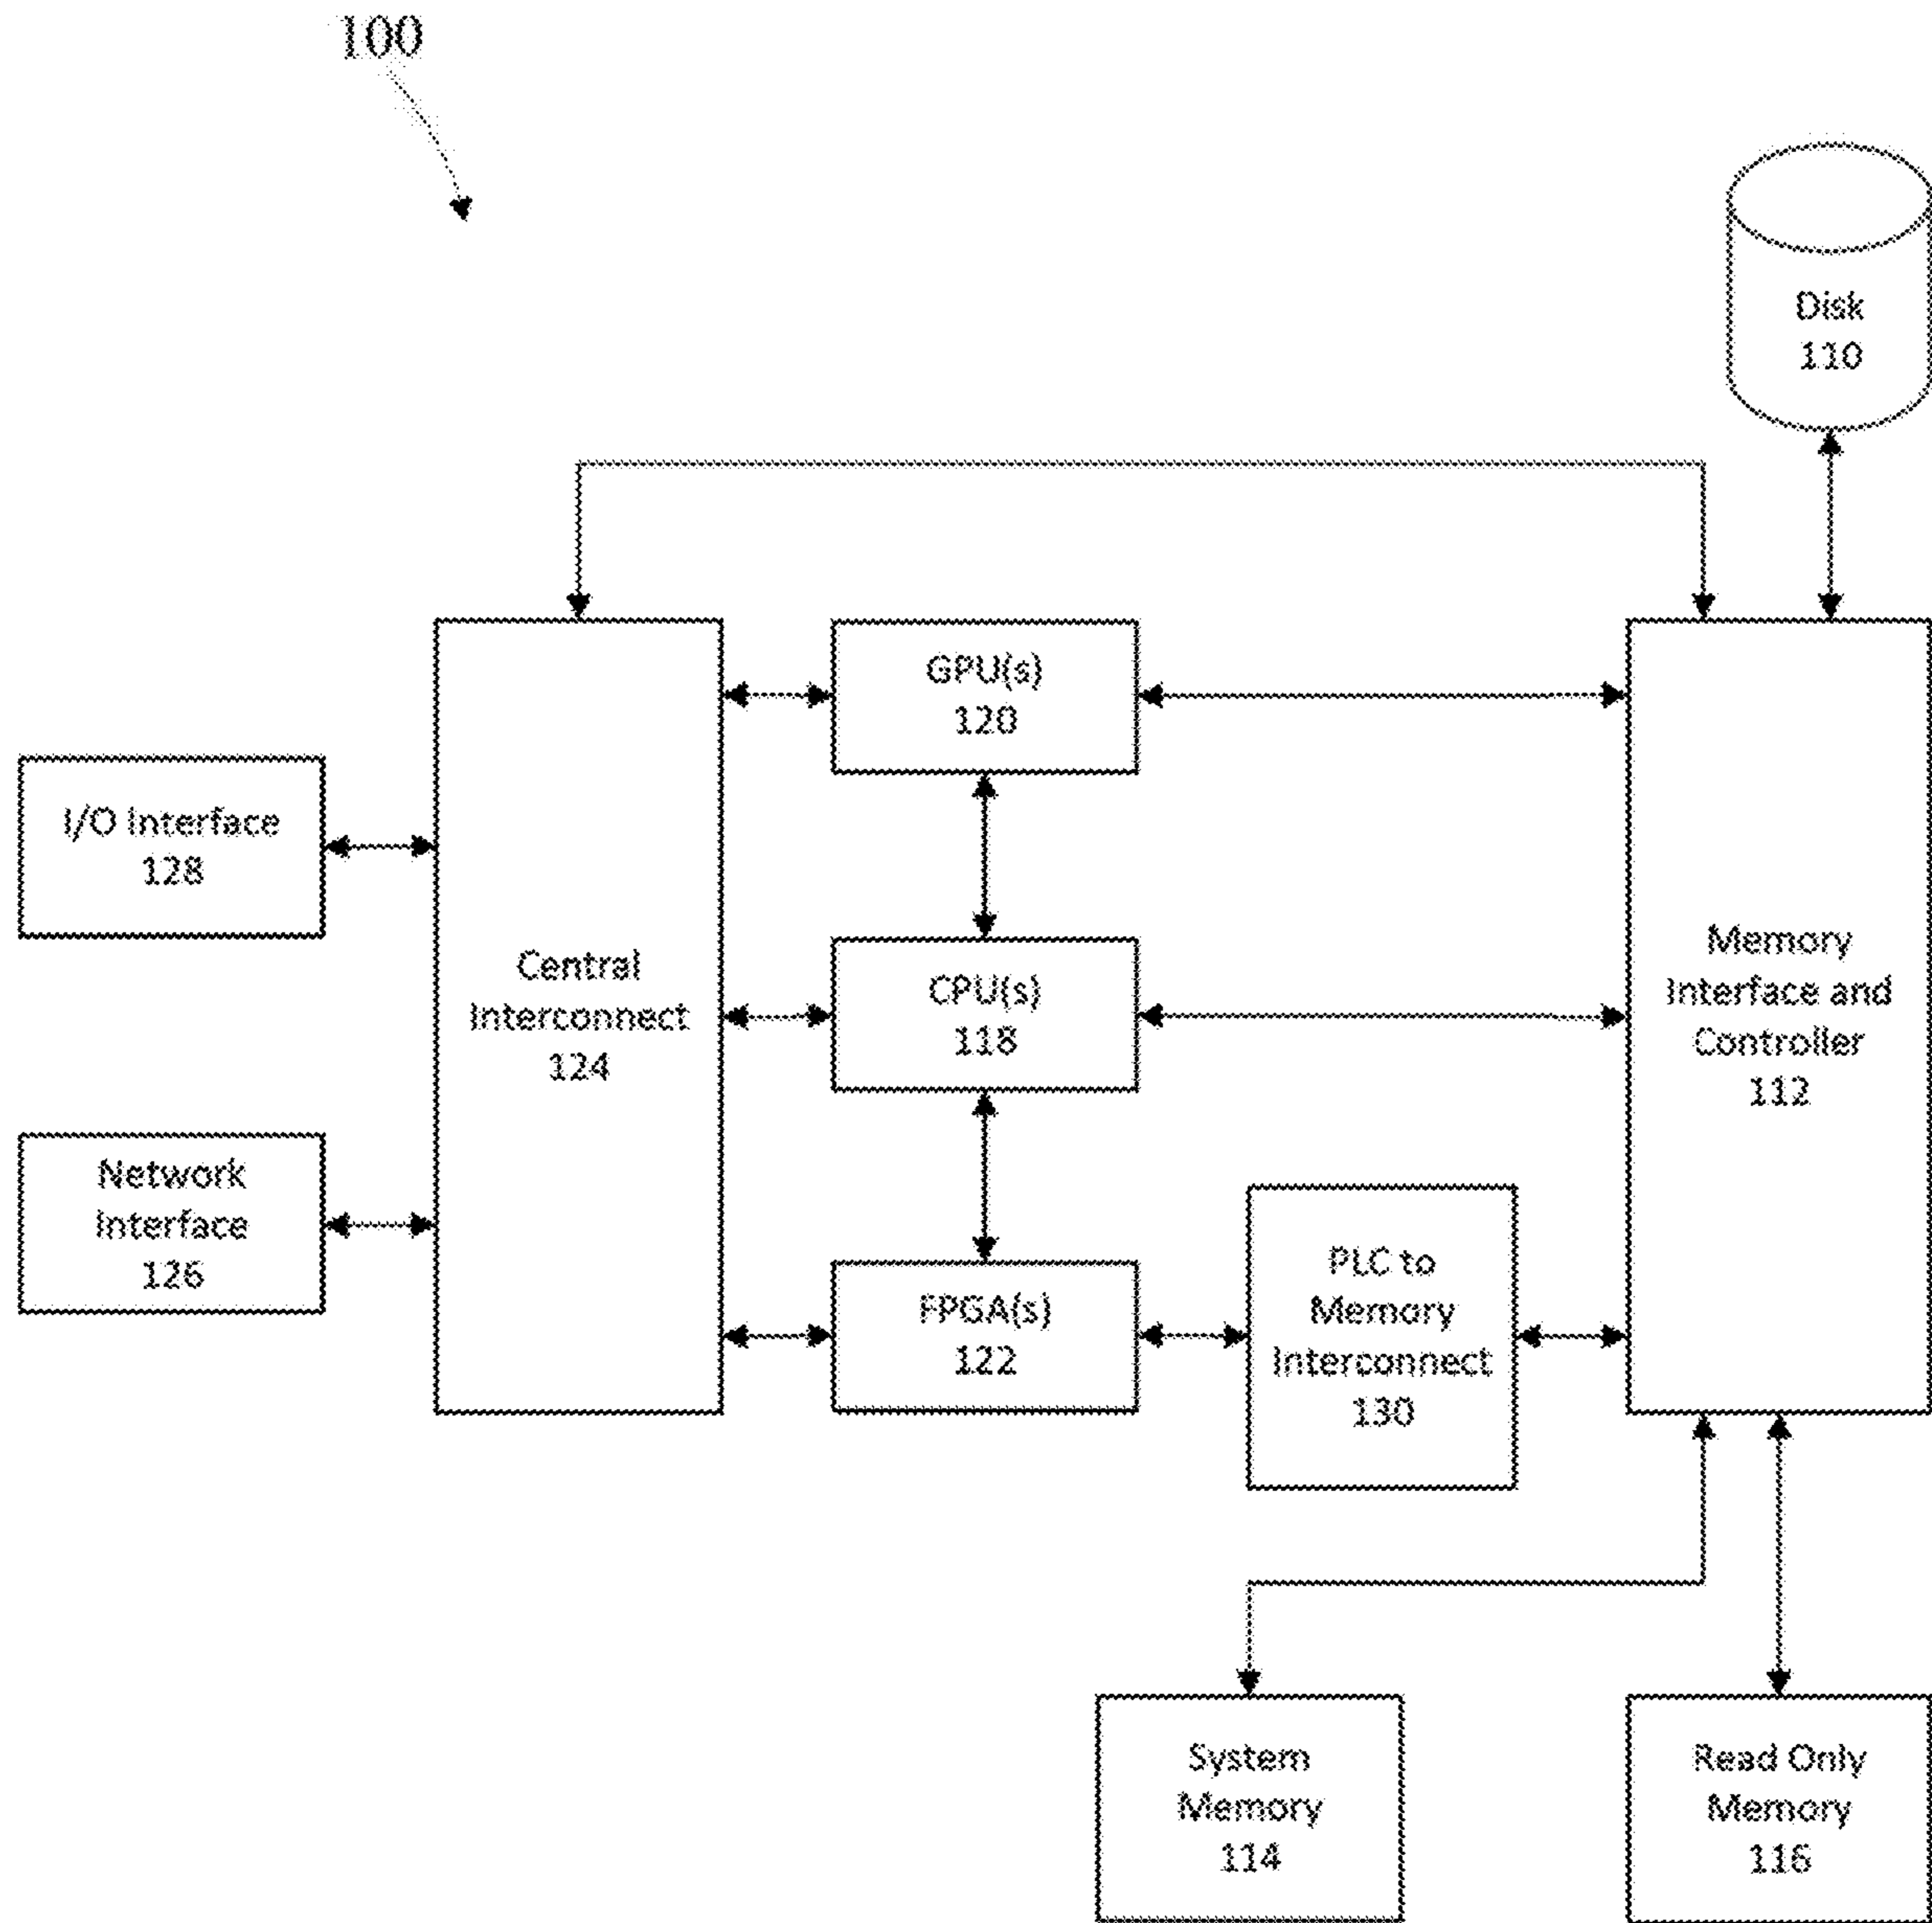 100
Disk
110
GPU(s)
120
I/O Interface
128
Central
Interconnect
124
CPU(s)
118
Memory
Interface and
Controller
112
Network
Interface
126
FPGA(s)
122
PLC to
Memory
Interconnect
130
System
Memory
114
Read Only
Memory
116